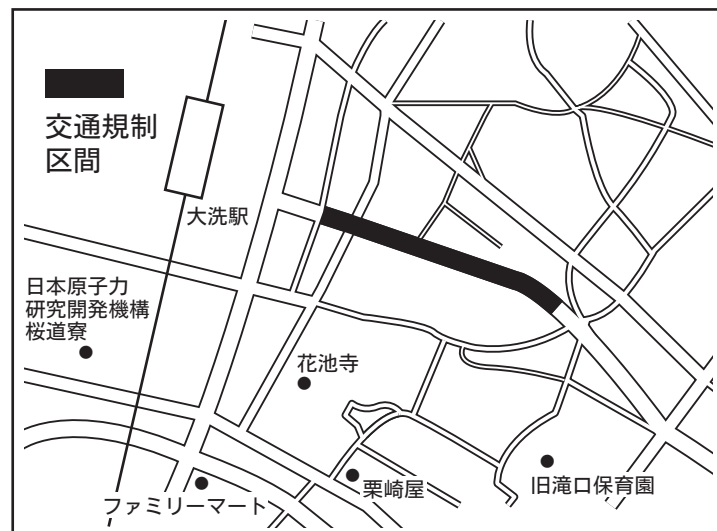 交通規制
区間
大洗駅
日本原子力
研究開発機構
桜道寮
花池寺
栗崎屋
旧滝口保育園
ファミリーマート